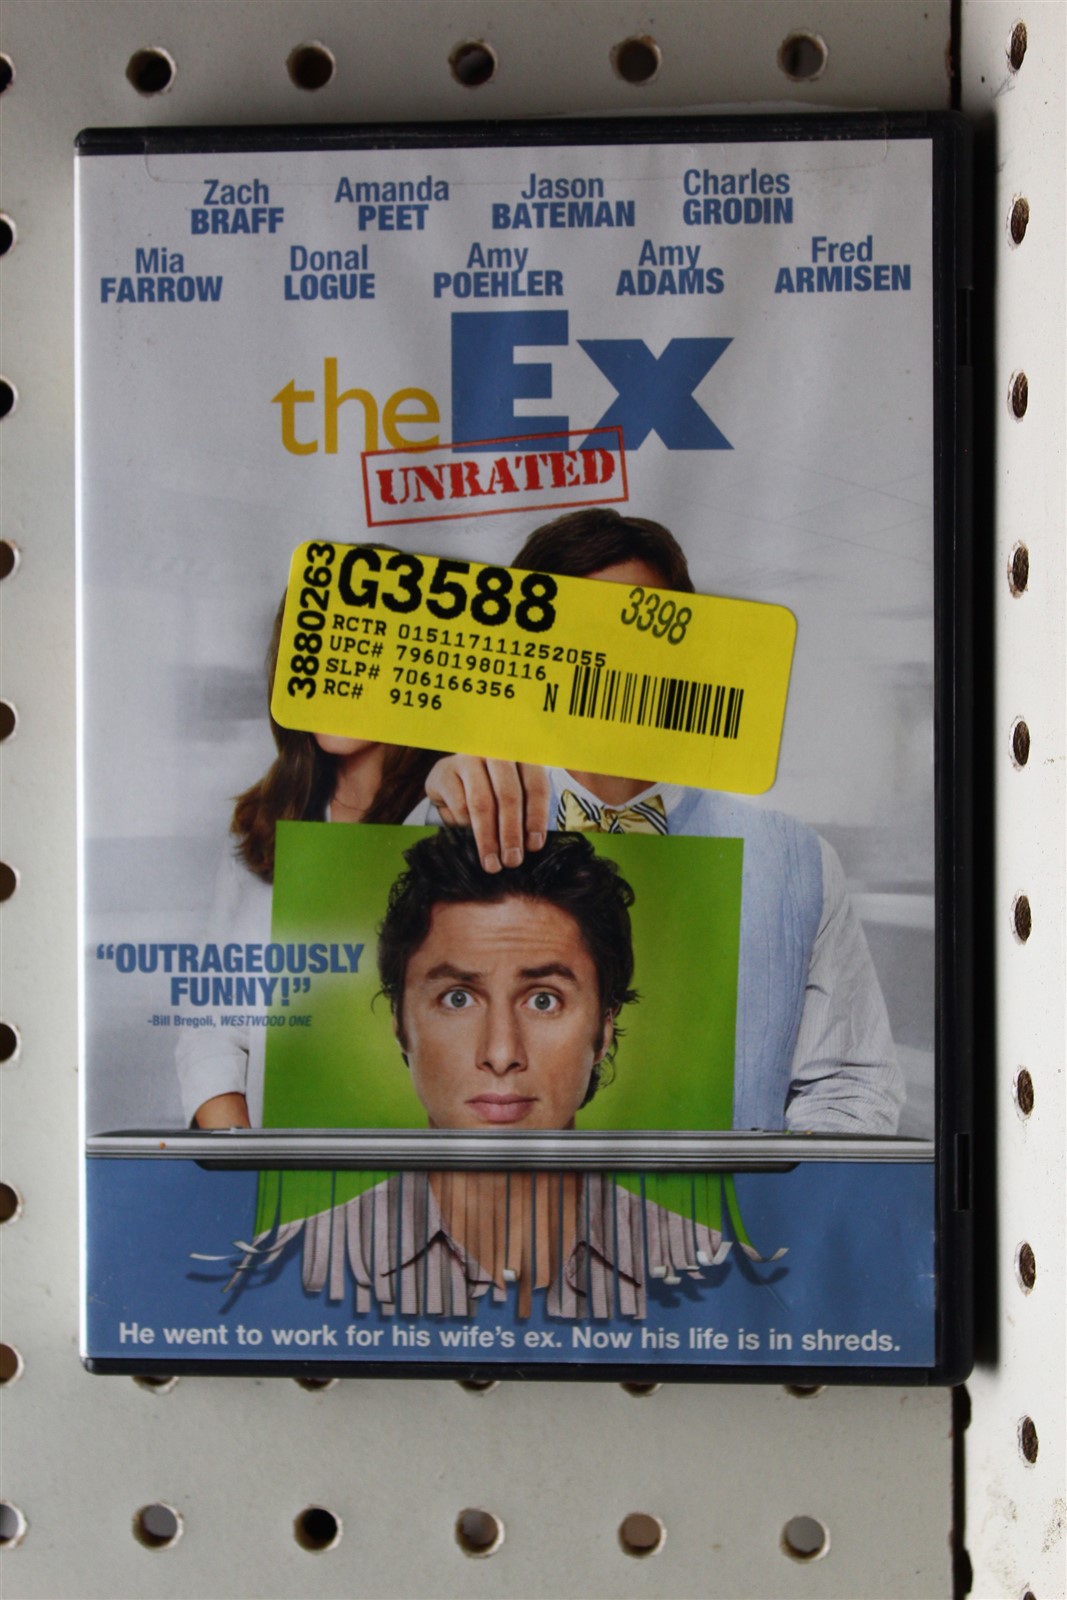 Zach BRAFF
Amanda PEET
Jason BATEMAN
Charles GRODIN
Mia FARROW
Donal LOGUE
Amy POEHLER
Amy ADAMS
Fred ARMISEN
the Ex
UNRATED
3880263
G3588
3398
RCTR 015117111252055
UPC# 79601980116
SLP# 706166356
RC# 9196
N
“OUTRAGEOUSLY
FUNNY!”
-Bill Bregoli, WESTWOOD ONE
He went to work for his wife's ex. Now his life is in shreds.